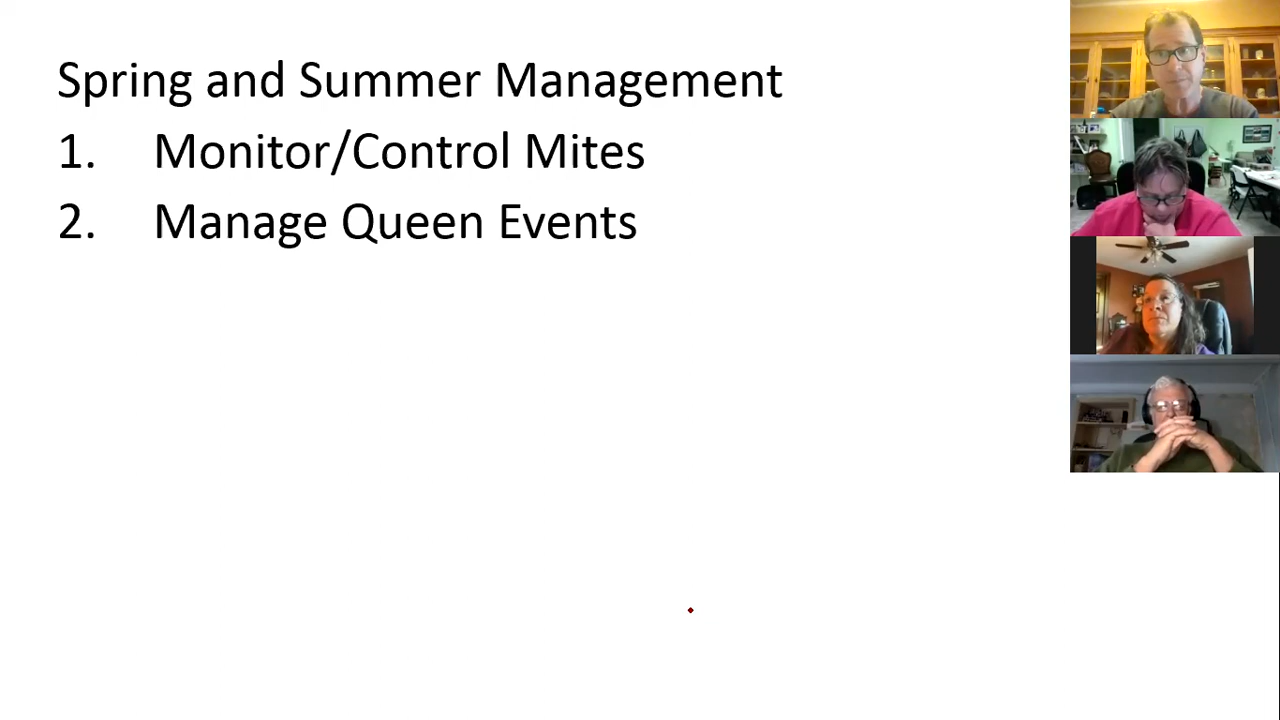 Spring and Summer Management
1. Monitor/Control Mites
2. Manage Queen Events